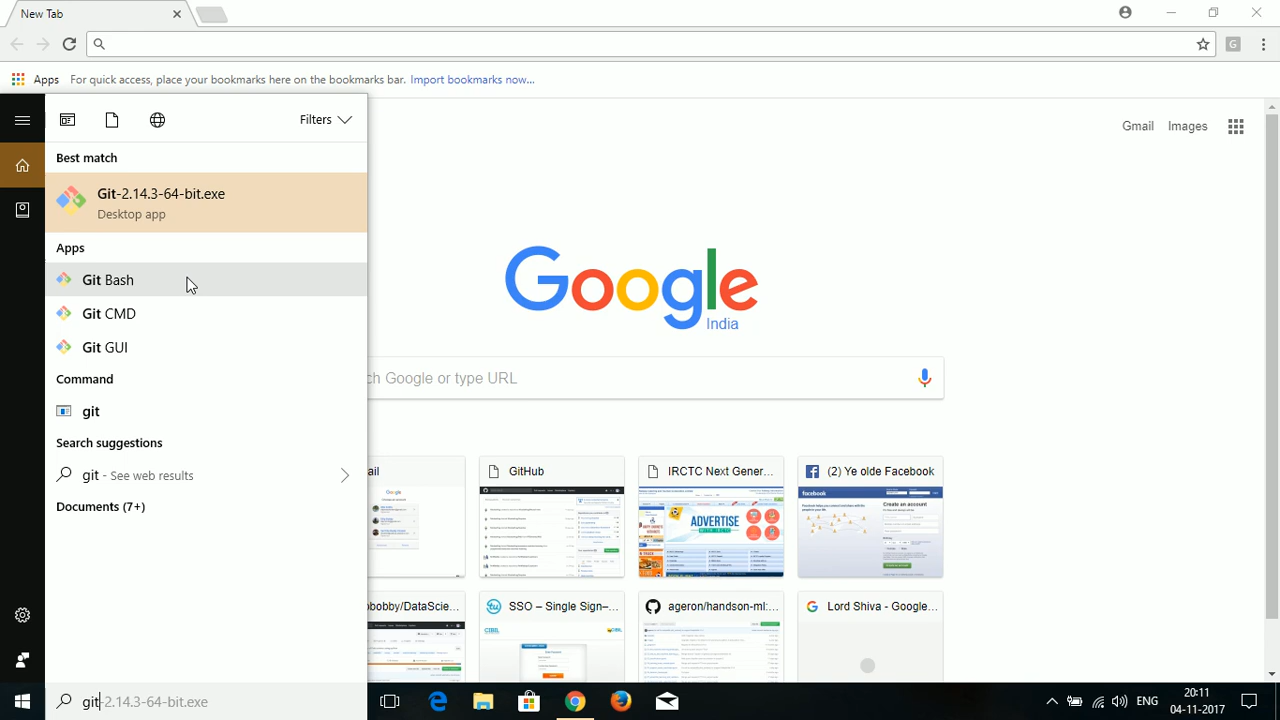 New Tab
Apps For quick access, place your bookmarks here on the bookmarks bar. Import bookmarks now...
Filters
Best match
Git-2.14.3-64-bit.exe
Desktop app
Apps
Git Bash
Git CMD
Git GUI
Command
git
Search suggestions
git - See web results
Documents (7+)
git-2.14.3-64-bit.exe
Gmail Images
Google
India
ch Google or type URL
ail
GitHub
IRCTC Next Gener...
(2) Ye olde Facebook
ADVERTISE
facebook
bobby/DataScie...
SSO – Single Sign–...
ageron/handson-ml:...
Lord Shiva - Google...
ENG
20:11
04-11-2017